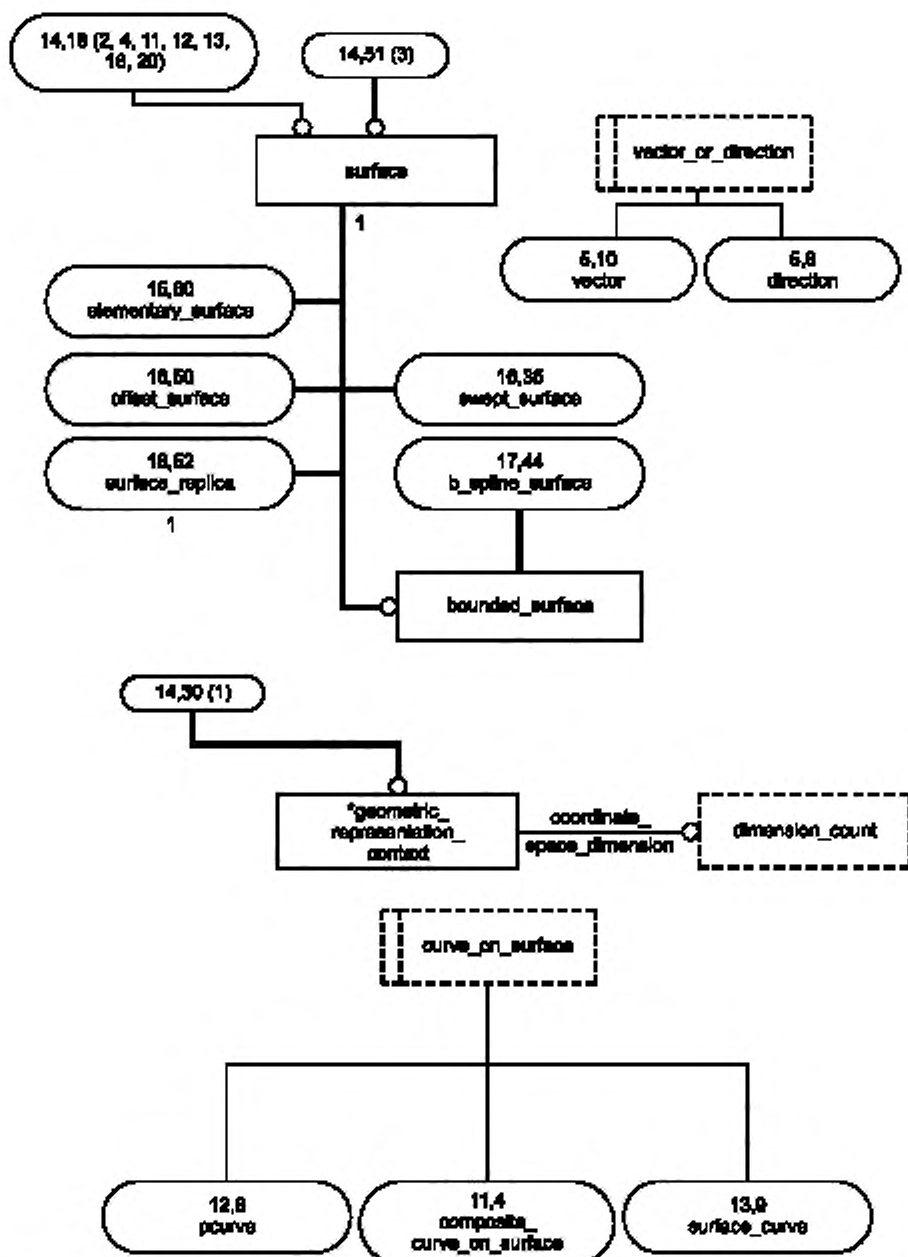 14,18 (2, 4, 11, 12, 13,
16, 20)
14,51 (3)
surface
1
vector_or_direction
5,10
vector
5,8
direction
15,60
elementary_surface
16,50
offset_surface
16,35
swept_surface
18,52
surface_replica
1
17,44
b_spline_surface
bounded_surface
14,30 (1)
*geometric_
representation_
context
coordinate_
space_dimension
dimension_count
curve_on_surface
12,8
pcurve
11,4
composite_
curve_on_surface
13,9
surface_curve